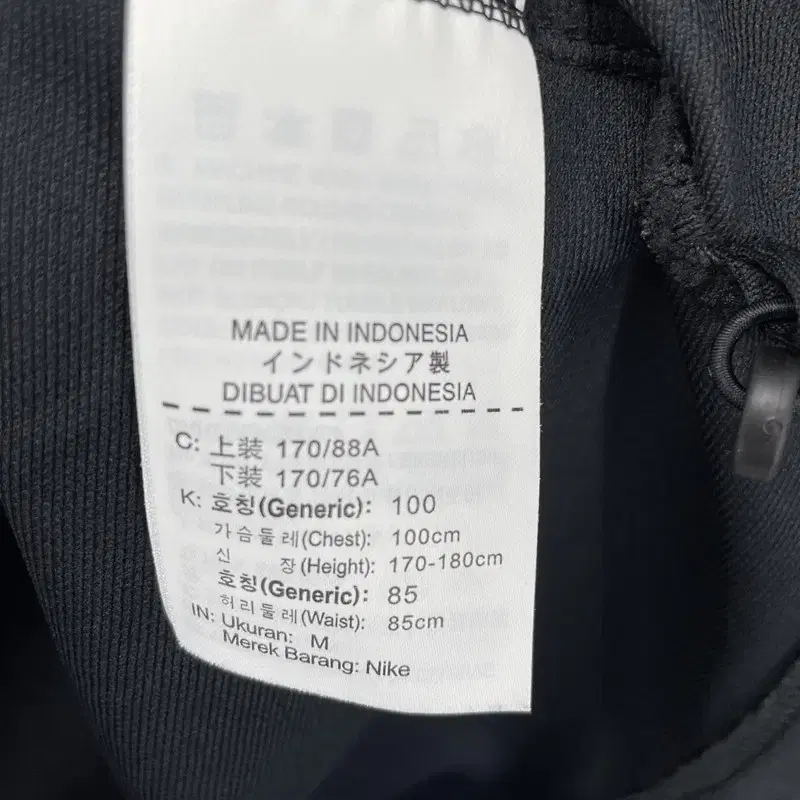 MADE IN INDONESIA
インドネシア製
DIBUAT DI INDONESIA
C: 上装 170/88A
下装 170/76A
K: 호칭(Generic): 100
가슴둘레(Chest): 100cm
신 장(Height): 170-180cm
호칭(Generic): 85
허리둘레(Waist): 85cm
IN: Ukuran: M
Merek Barang: Nike